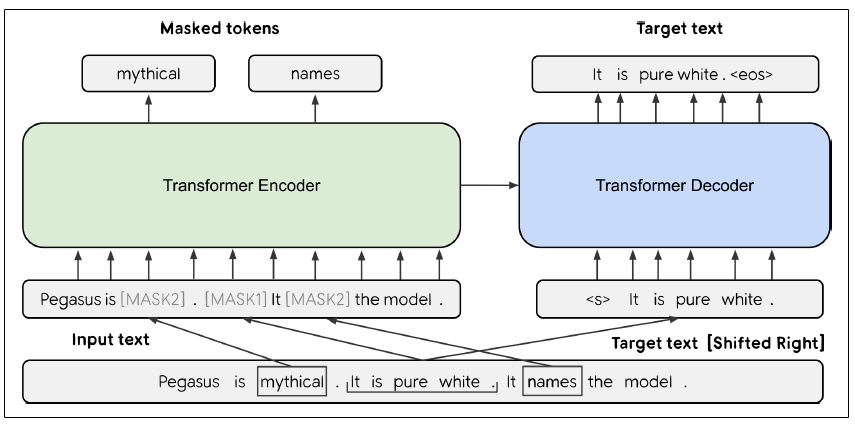 Masked tokens
Target text
mythical
names
It is pure white . <eos>
Transformer Encoder
Transformer Decoder
Pegasus is [MASK2] . [MASK1] It [MASK2] the model .
<s> It is pure white .
Input text
Target text [Shifted Right]
Pegasus is mythical . It is pure white . It names the model .